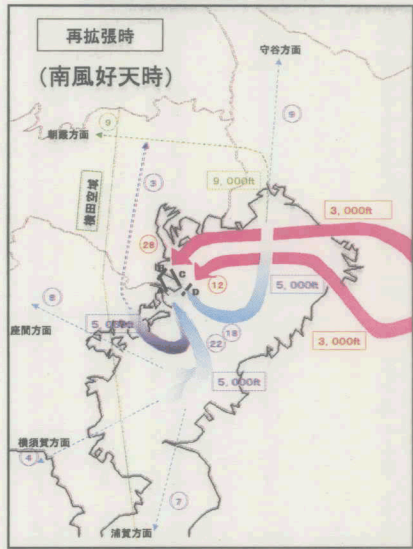 再拡張時
(南風好天時)
守谷方面
9
朝霞方面
9
3
9,000ft
横田空域
3,000ft
28
C
D
12
8
5,000ft
5,000ft
座間方面
18
22
3,000ft
5,000ft
横須賀方面
4
7
浦賀方面